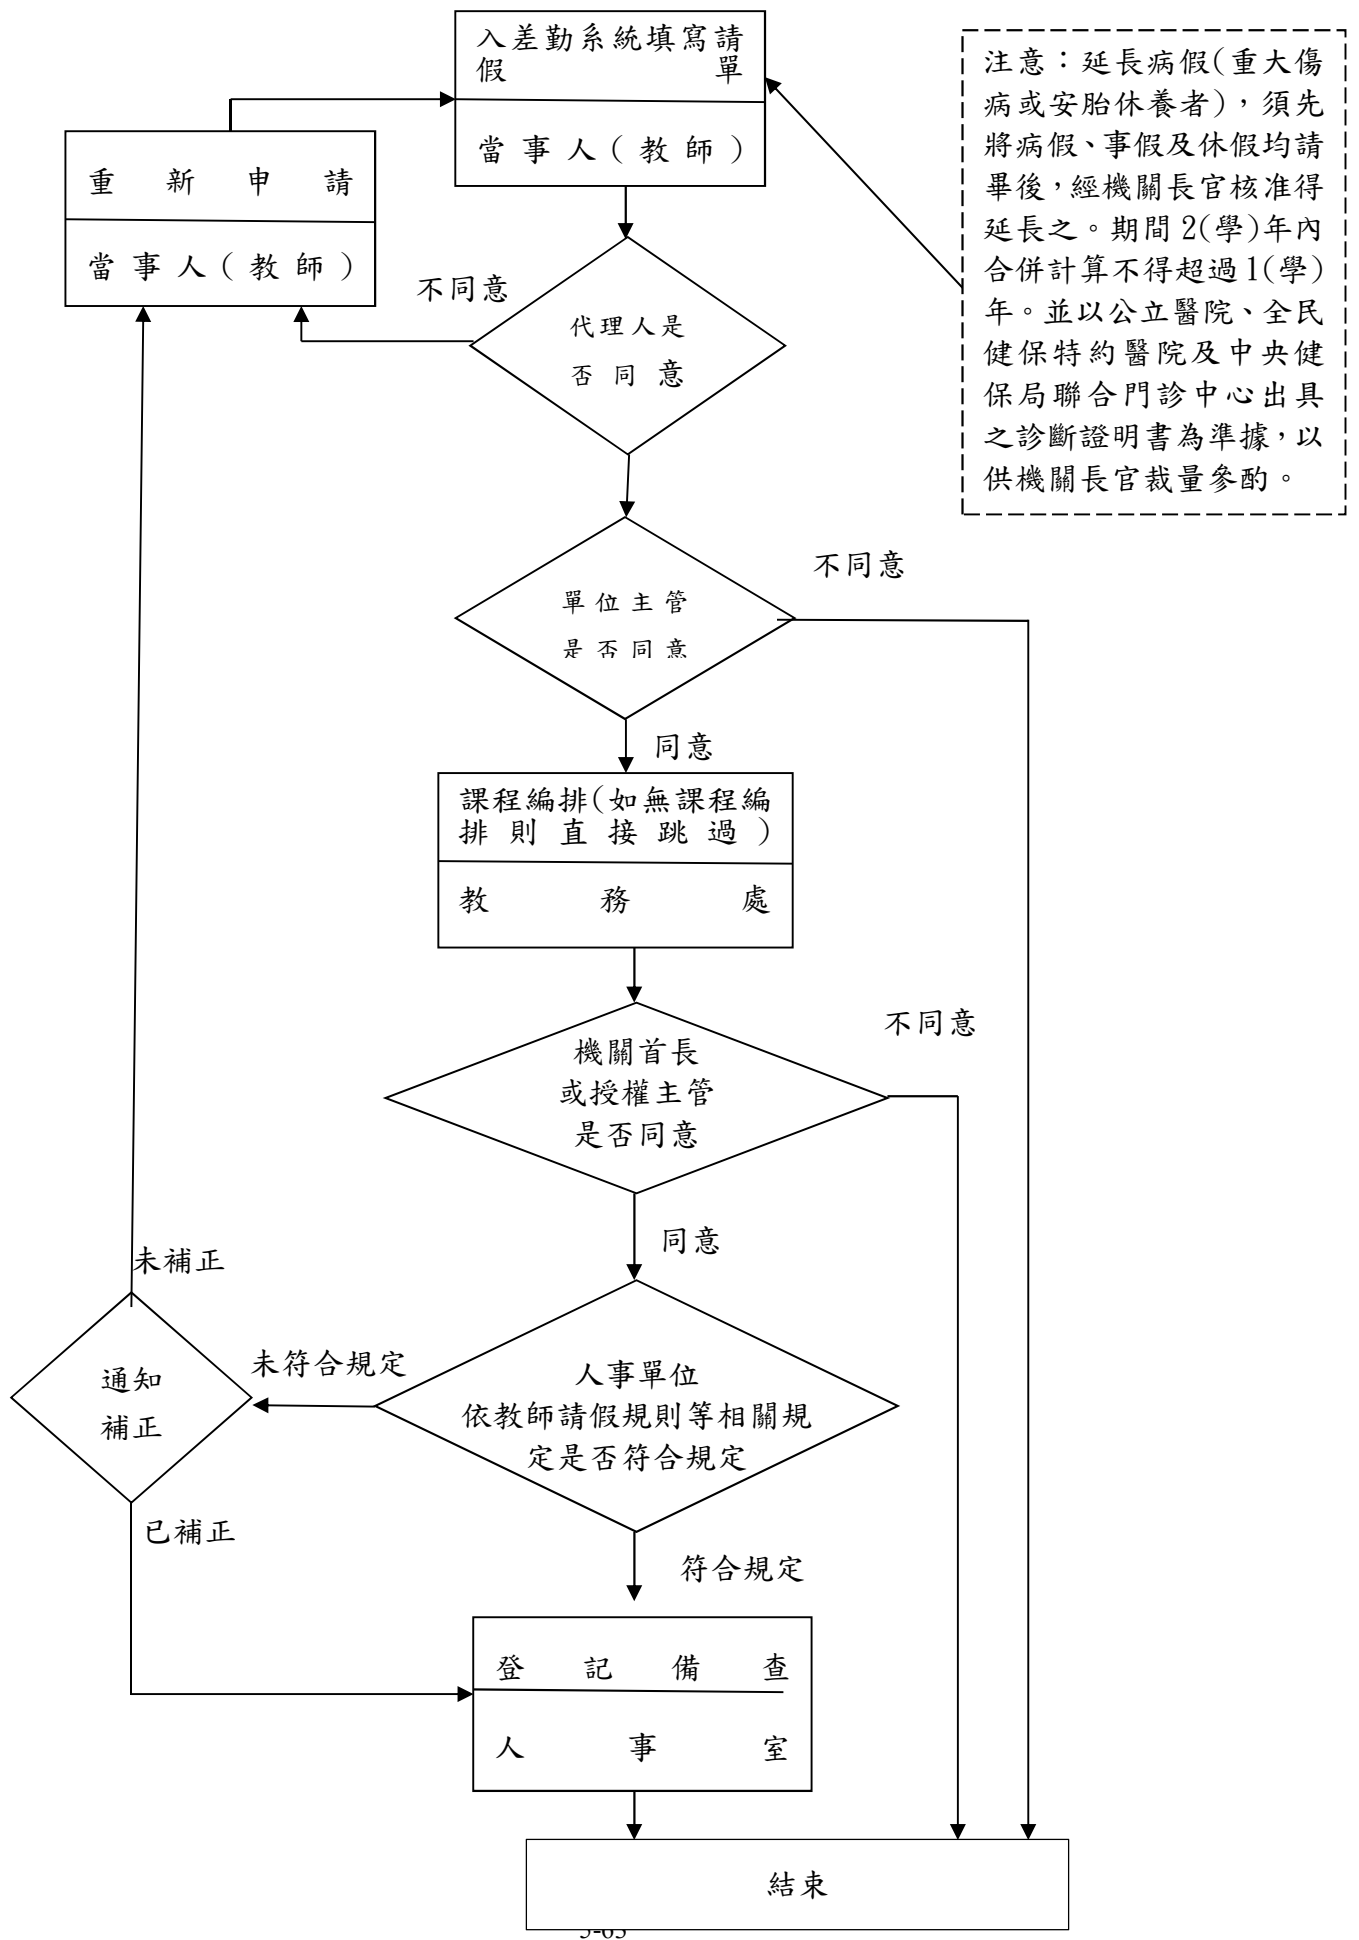 入差勤系統填寫請
假單
當事人(教師)
注意：延長病假(重大傷
病或安胎休養者)，須先
將病假、事假及休假均請
畢後，經機關長官核准得
延長之。期間2(學)年內
合併計算不得超過1(學)
年。並以公立醫院、全民
健保特約醫院及中央健
保局聯合門診中心出具
之診斷證明書為準據，以
供機關長官裁量參酌。
重新申請
當事人(教師)
不同意
代理人是
否同意
不同意
單位主管
是否同意
同意
課程編排(如無課程編
排則直接跳過)
教務處
不同意
機關首長
或授權主管
是否同意
同意
未補正
未符合規定
通知
補正
人事單位
依教師請假規則等相關規
定是否符合規定
已補正
符合規定
登記備查
人事室
結束
5-65